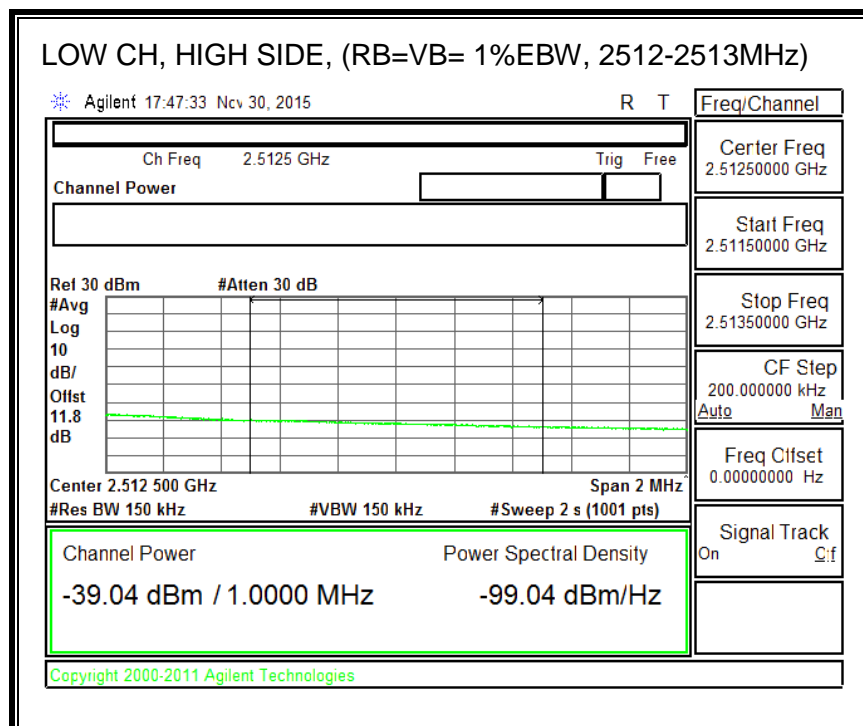 LOW CH, HIGH SIDE, (RB=VB= 1%EBW, 2512-2513MHz)
Agilent 17:47:33 Nov 30, 2015 R T
Freq/Channel
Ch Freq 2.5125 GHz Trig Free
Channel Power
Center Freq
2.51250000 GHz
Start Freq
2.51150000 GHz
Stop Freq
2.51350000 GHz
CF Step
200.000000 kHz
Auto Man
Freq Offset
0.00000000 Hz
Signal Track
On Off
Ref 30 dBm #Atten 30 dB
#Avg
Log
10
dB/
Offst
11.8
dB
Center 2.512 500 GHz Span 2 MHz
#Res BW 150 kHz #VBW 150 kHz #Sweep 2 s (1001 pts)
Channel Power Power Spectral Density
-39.04 dBm / 1.0000 MHz -99.04 dBm/Hz
Copyright 2000-2011 Agilent Technologies